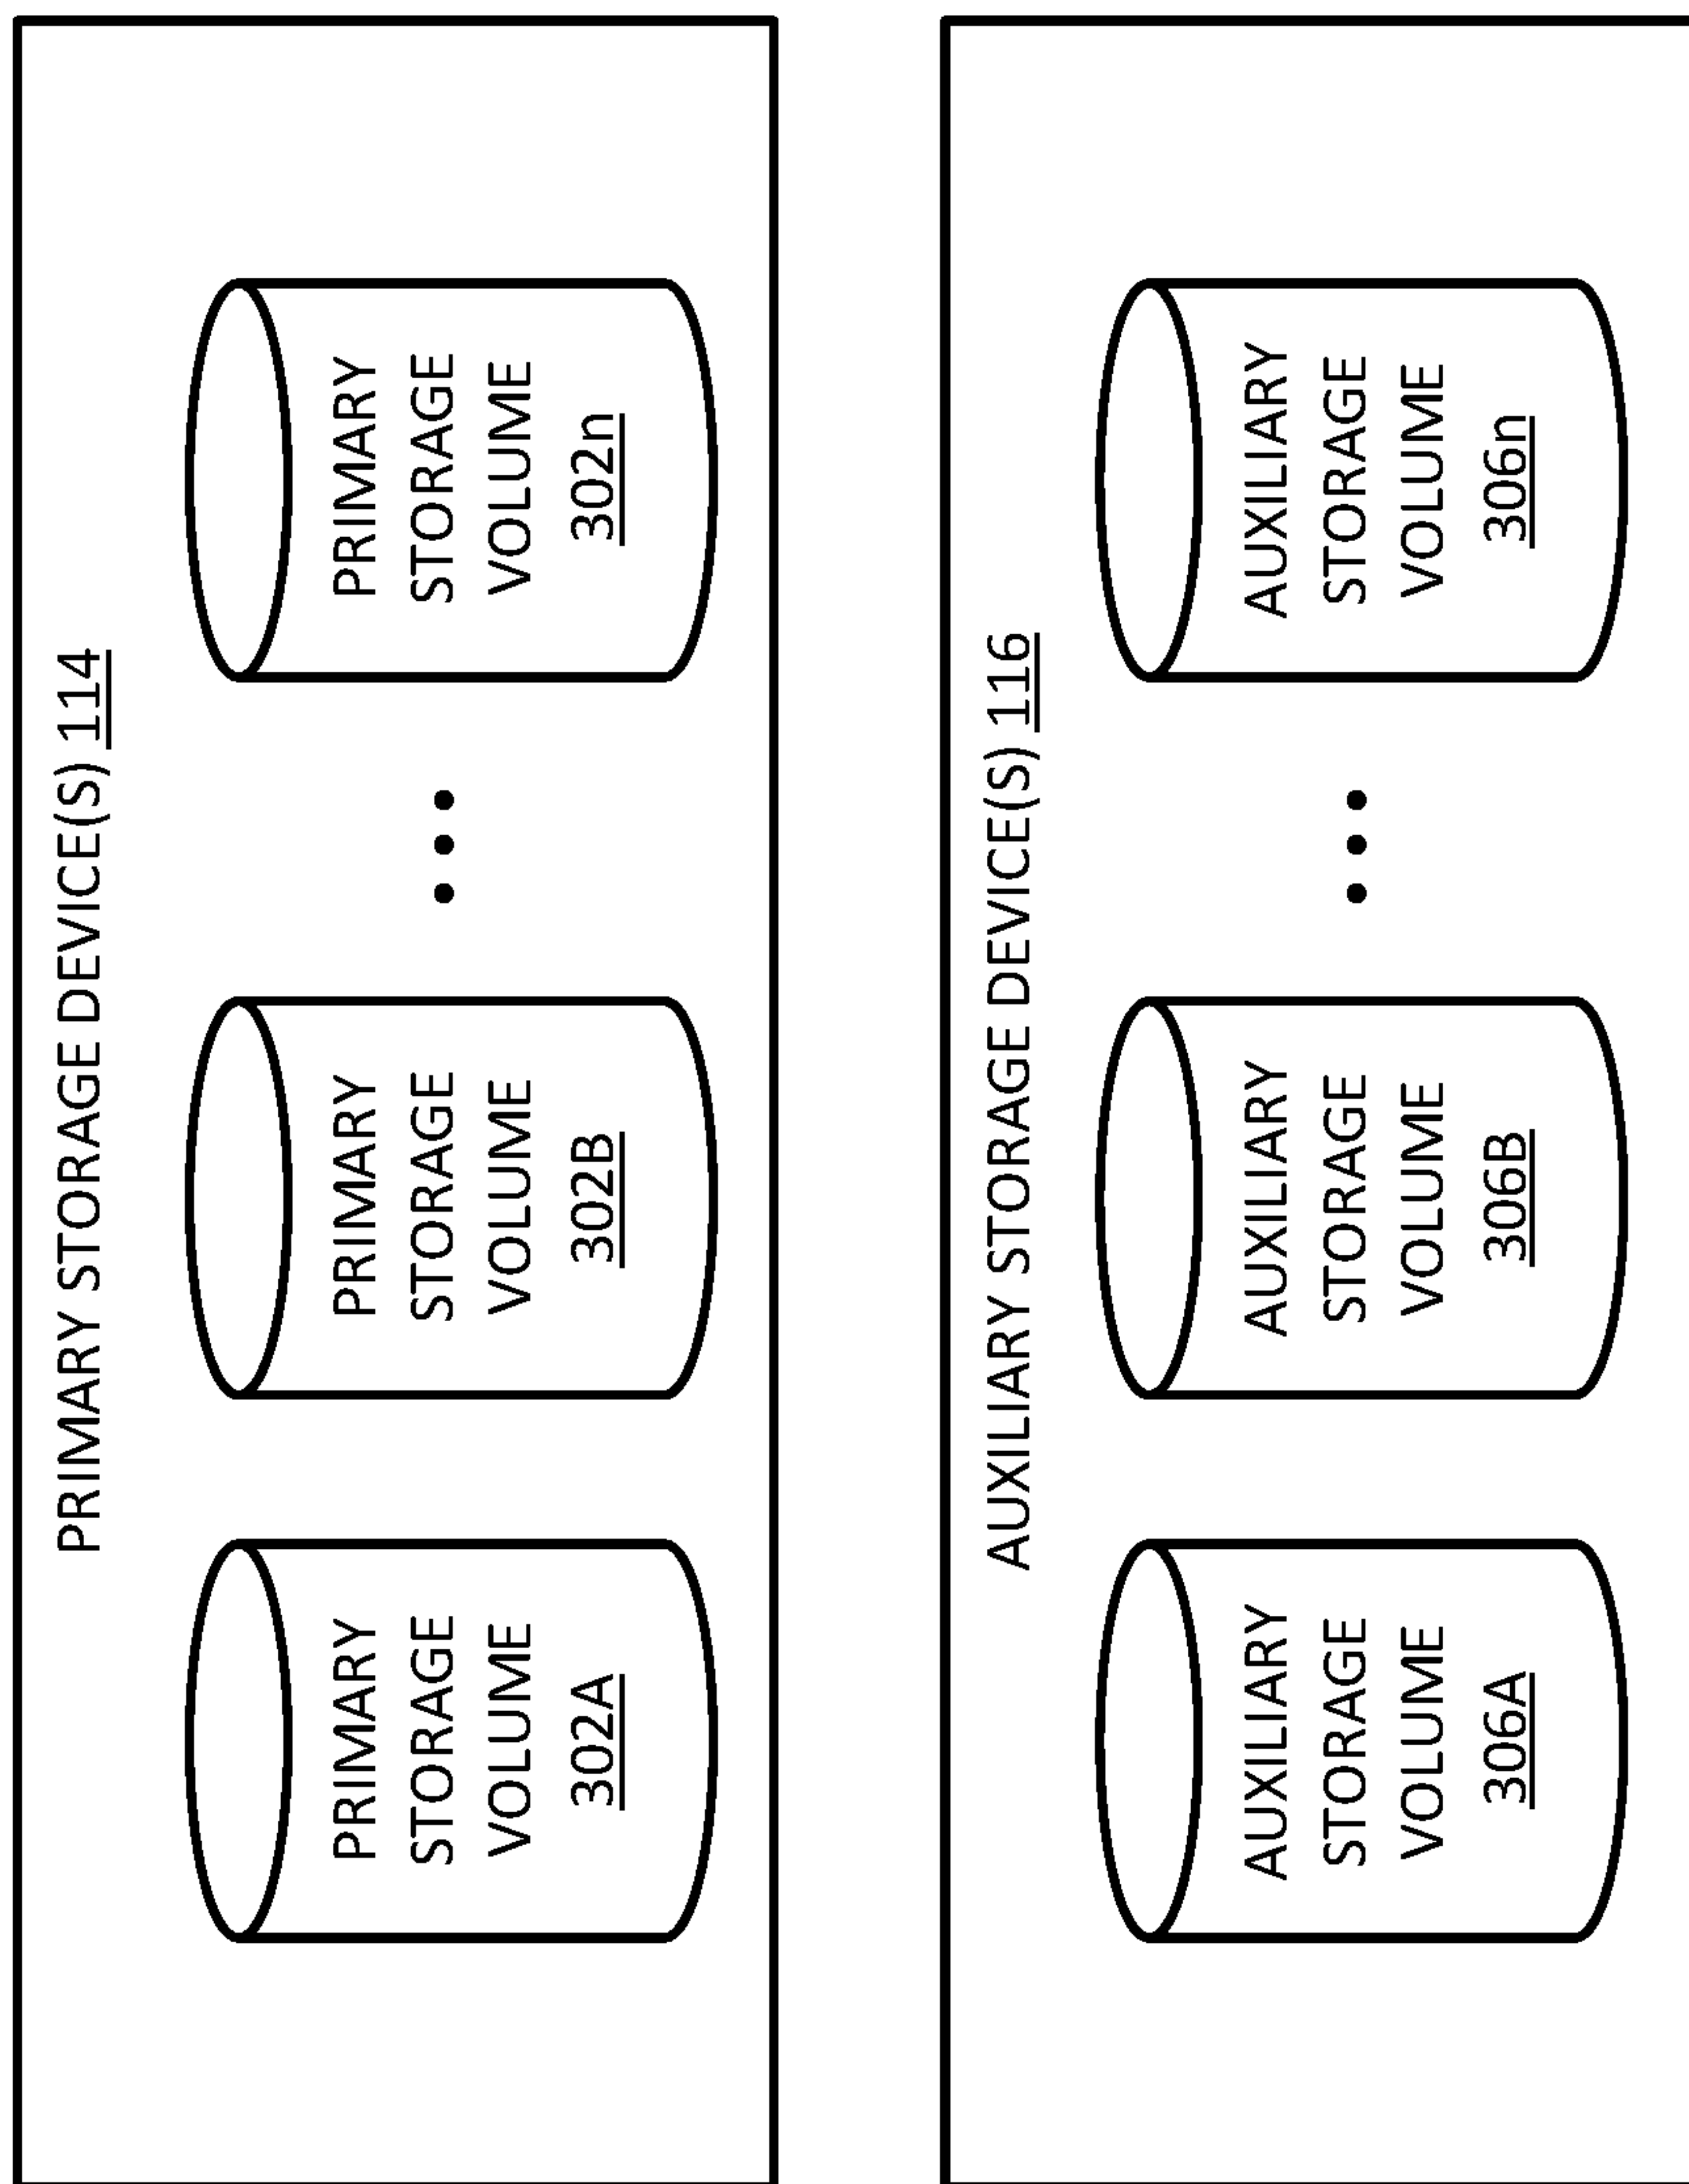 PRIMARY STORAGE DEVICE(S) 114
PRIMARY
STORAGE
VOLUME
302A
PRIMARY
STORAGE
VOLUME
302B
PRIMARY
STORAGE
VOLUME
302n
AUXILIARY STORAGE DEVICE(S) 116
AUXILIARY
STORAGE
VOLUME
306A
AUXILIARY
STORAGE
VOLUME
306B
AUXILIARY
STORAGE
VOLUME
306n